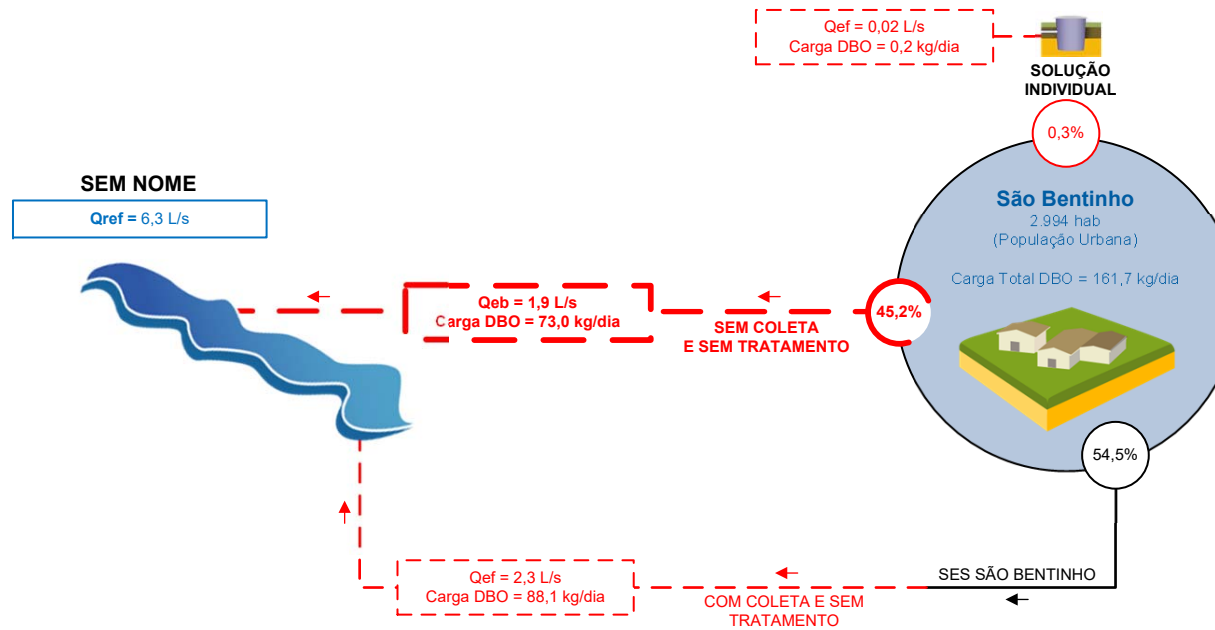 Qef = 0,02 L/s
Carga DBO = 0,2 kg/dia
SOLUÇÃO
INDIVIDUAL
0,3%
SEM NOME
Qref = 6,3 L/s
São Bentinho
2.994 hab
(População Urbana)
Carga Total DBO = 161,7 kg/dia
Qeb = 1,9 L/s
Carga DBO = 73,0 kg/dia
SEM COLETA
E SEM TRATAMENTO
45,2%
54,5%
Qef = 2,3 L/s
Carga DBO = 88,1 kg/dia
COM COLETA E SEM
TRATAMENTO
SES SÃO BENTINHO